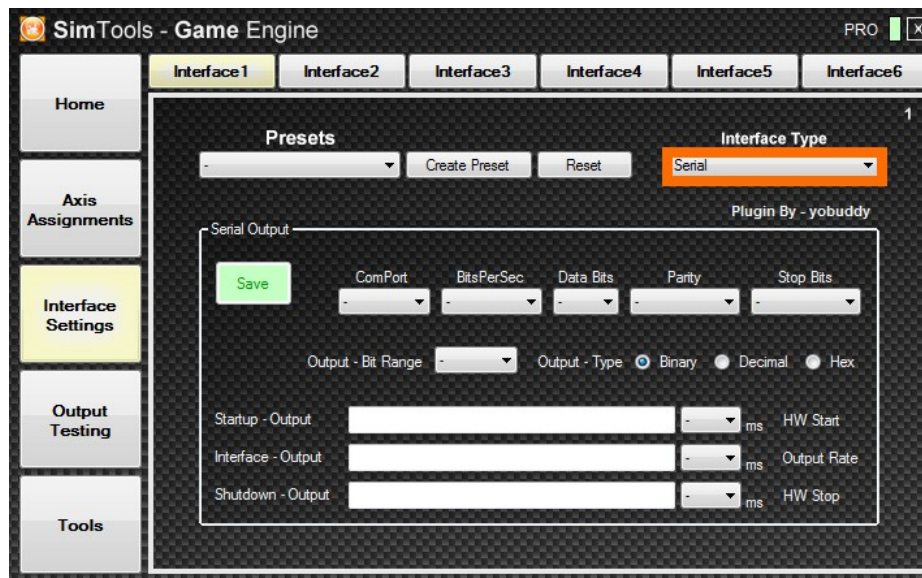 SimTools - Game Engine PRO X
Interface1 Interface2 Interface3 Interface4 Interface5 Interface6
Home
1
Presets Interface Type
- Create Preset Reset Serial
Axis
Assignments
Plugin By - yobuddy
Serial Output
Save ComPort BitsPerSec Data Bits Parity Stop Bits
- - - - -
Interface
Settings
Output - Bit Range - Output - Type Binary Decimal Hex
Output
Testing
Startup - Output - ms HW Start
Interface - Output - ms Output Rate
Shutdown - Output - ms HW Stop
Tools